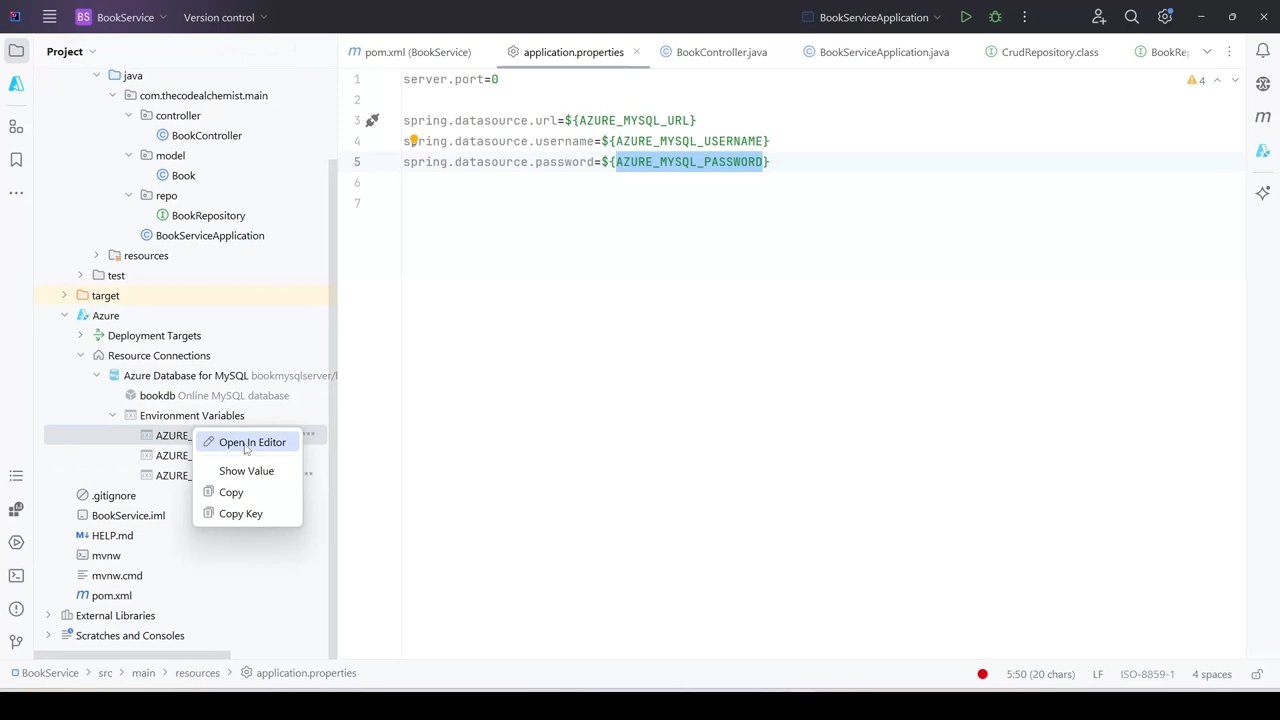 BS BookService Version control BookServiceApplication
Project
pom.xml (BookService) application.properties BookController.java BookServiceApplication.java CrudRepository.class
java
com.thecodealchemist.main
controller
BookController
model
Book
repo
BookRepository
BookServiceApplication
resources
test
target
Azure
Deployment Targets
Resource Connections
Azure Database for MySQL bookmysqlserver/
bookdb Online MySQL database
Environment Variables
AZURE_
AZURE_
AZURE_
.gitignore
BookService.iml
HELP.md
mvnw
mvnw.cmd
pom.xml
External Libraries
Scratches and Consoles
Open In Editor
Show Value
Copy
Copy Key
1 server.port=0
2
3 spring.datasource.url=${AZURE_MYSQL_URL}
4 spring.datasource.username=${AZURE_MYSQL_USERNAME}
5 spring.datasource.password=${AZURE_MYSQL_PASSWORD}
6
7
4
BookService > src > main > resources > application.properties
5:50 (20 chars) LF ISO-8859-1 4 spaces